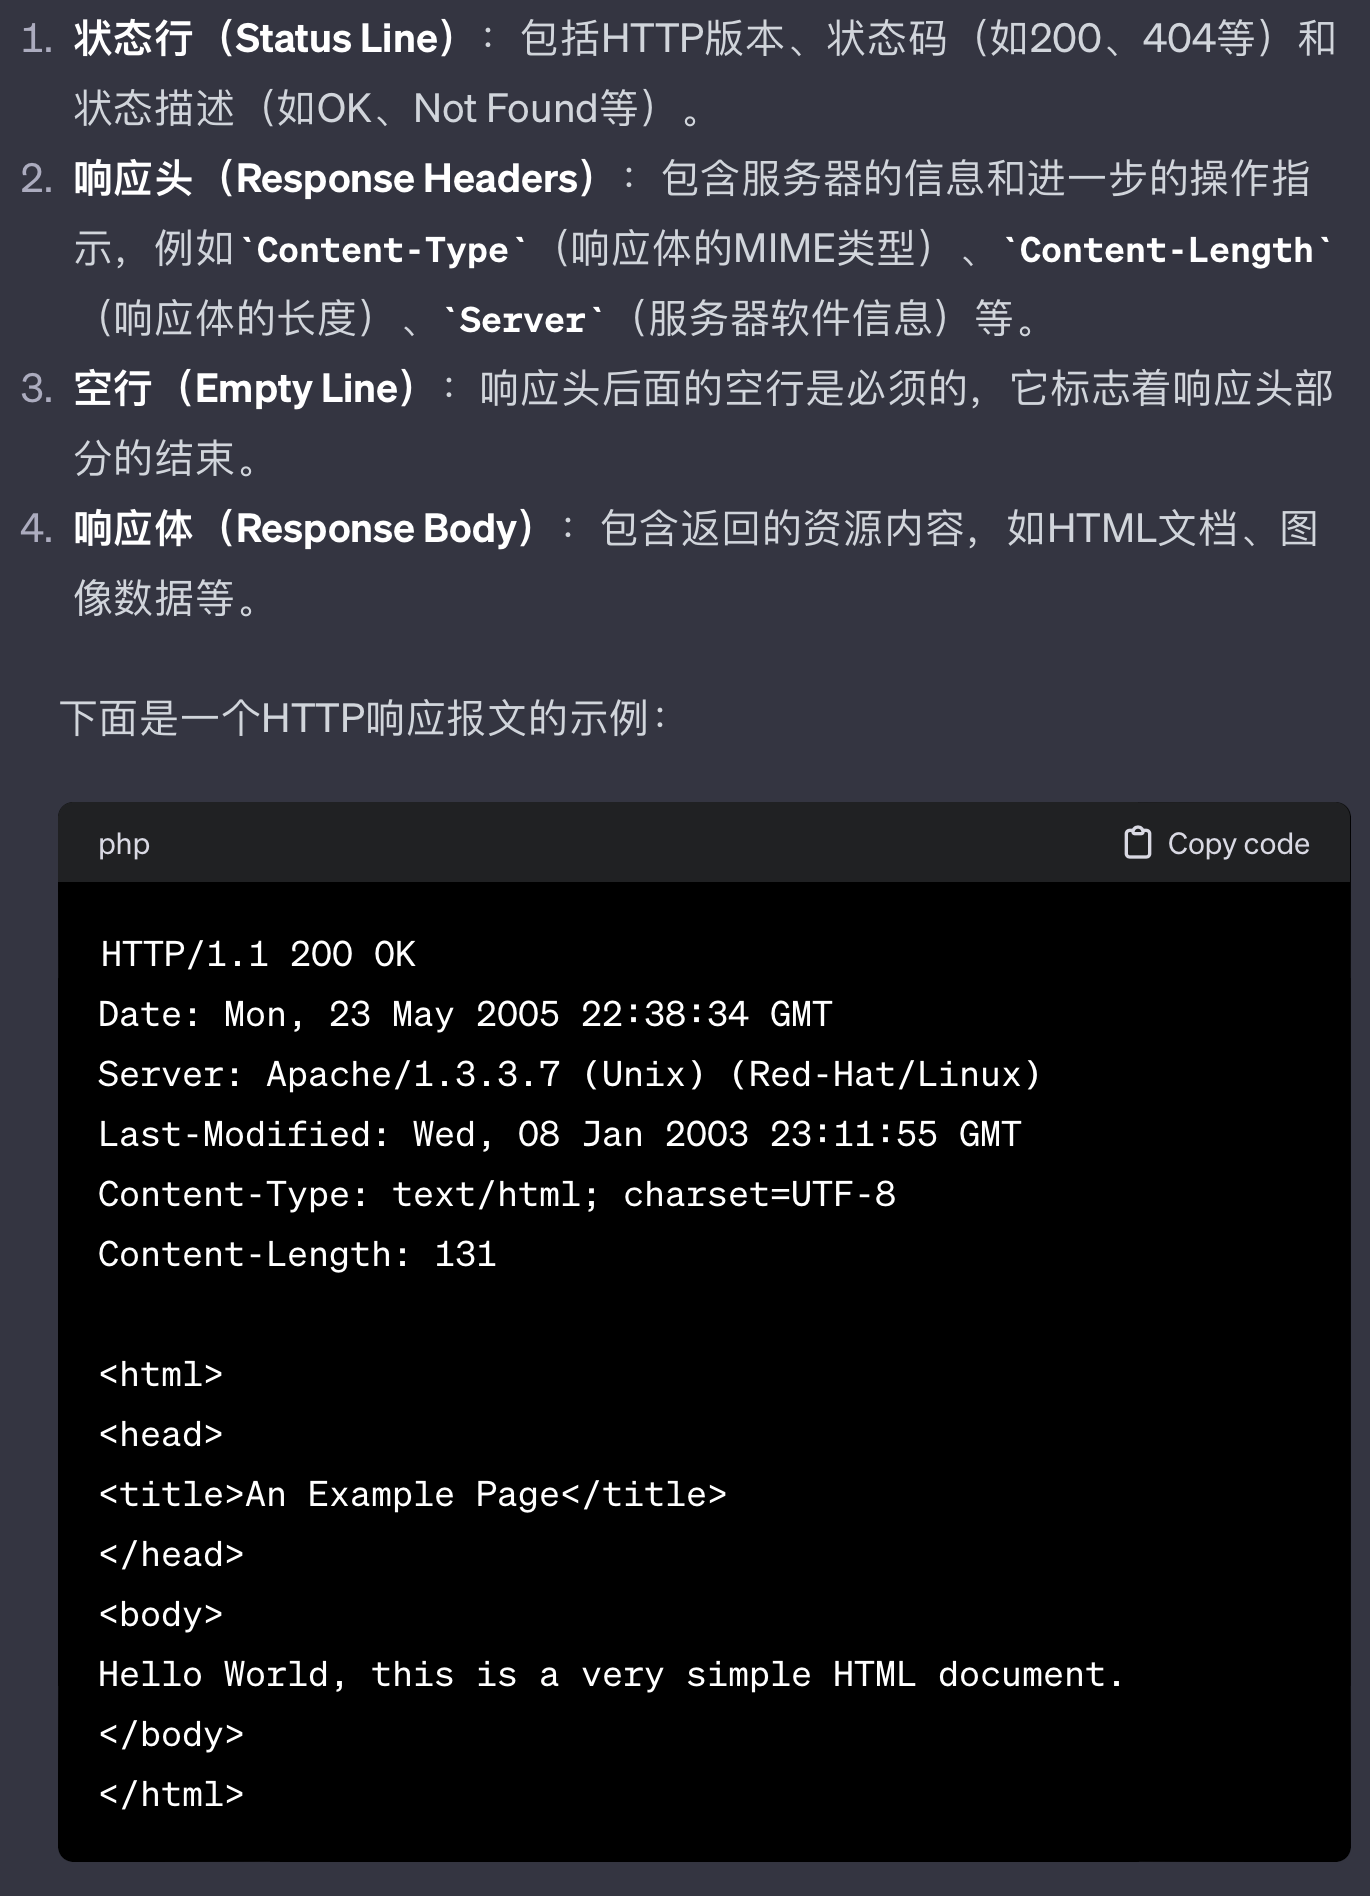 1. 状态行（Status Line）：包括HTTP版本、状态码（如200、404等）和
状态描述（如OK、Not Found等）。
2. 响应头（Response Headers）：包含服务器的信息和进一步的操作指
示，例如`Content-Type`（响应体的MIME类型）、`Content-Length`
（响应体的长度）、`Server`（服务器软件信息）等。
3. 空行（Empty Line）：响应头后面的空行是必须的，它标志着响应头部
分的结束。
4. 响应体（Response Body）：包含返回的资源内容，如HTML文档、图
像数据等。
下面是一个HTTP响应报文的示例：
php Copy code
HTTP/1.1 200 OK
Date: Mon, 23 May 2005 22:38:34 GMT
Server: Apache/1.3.3.7 (Unix) (Red-Hat/Linux)
Last-Modified: Wed, 08 Jan 2003 23:11:55 GMT
Content-Type: text/html; charset=UTF-8
Content-Length: 131
<html>
<head>
<title>An Example Page</title>
</head>
<body>
Hello World, this is a very simple HTML document.
</body>
</html>